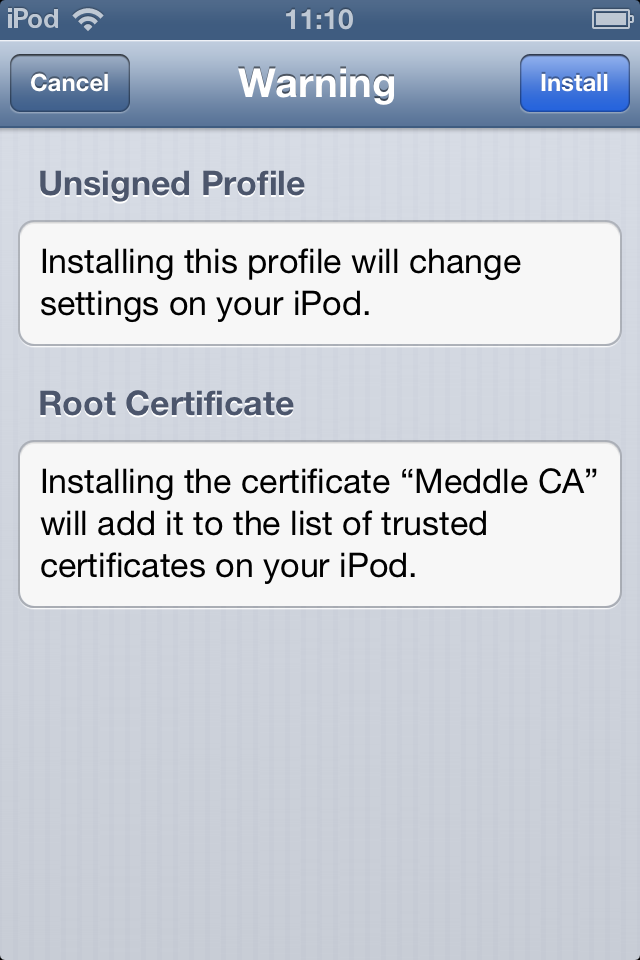 iPod 11:10
Cancel Warning Install
Unsigned Profile
Installing this profile will change
settings on your iPod.
Root Certificate
Installing the certificate “Meddle CA”
will add it to the list of trusted
certificates on your iPod.